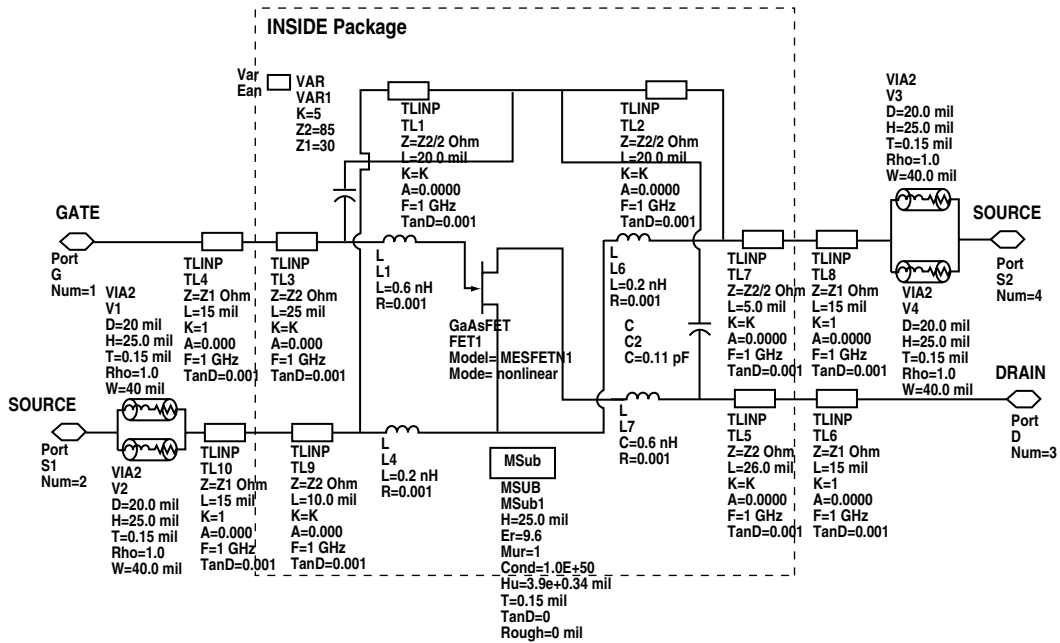 INSIDE Package
Var
Ean
VAR
VAR1
K=5
Z2=85
Z1=30
TLINP
TL1
Z=Z2/2 Ohm
L=20 0 mil
K=K
A=0.0000
F=1 GHz
TanD=0.001
TLINP
TL2
Z=Z2/2 Ohm
L=20 0 mil
K=K
A=0.0000
F=1 GHz
TanD=0.001
VIA2
V3
D=20.0 mil
H=25.0 mil
T=0.15 mil
Rho=1.0
W=40.0 mil
GATE
Port
G
Num=1
TLINP
TL4
Z=Z1 Ohm
L=15 mil
K=1
A=0.000
F=1 GHz
TanD=0.001
TLINP
TL3
Z=Z2 Ohm
L=25 mil
K=K
A=0.000
F=1 GHz
TanD=0.001
L
L1
L=0.6 nH
R=0.001
GaAsFET
FET1
Model= MESFETN1
Mode= nonlinear
L
L6
L=0.2 nH
R=0.001
C
C2
C=0.11 pF
TLINP
TL7
Z=Z2/2 Ohm
L=5.0 mil
K=K
A=0.0000
F=1 GHz
TanD=0.001
TLINP
TL8
Z=Z1 Ohm
L=15 mil
K=1
A=0.0000
F=1 GHz
TanD=0.001
VIA2
V4
D=20.0 mil
H=25.0 mil
T=0.15 mil
Rho=1.0
W=40.0 mil
SOURCE
Port
S2
Num=4
VIA2
V1
D=20 mil
H=25.0 mil
T=0.15 mil
Rho=1.0
W=40 mil
SOURCE
Port
S1
Num=2
VIA2
V2
D=20.0 mil
H=25.0 mil
T=0.15 mil
Rho=1.0
W=40.0 mil
TLINP
TL10
Z=Z1 Ohm
L=15 mil
K=1
A=0.000
F=1 GHz
TanD=0.001
TLINP
TL9
Z=Z2 Ohm
L=10.0 mil
K=K
A=0.000
F=1 GHz
TanD=0.001
L
L4
L=0.2 nH
R=0.001
MSub
MSUB
MSub1
H=25.0 mil
Er=9.6
Mur=1
Cond=1.0E+50
Hu=3.9e+0.34 mil
T=0.15 mil
TanD=0
Rough=0 mil
L
L7
C=0.6 nH
R=0.001
TLINP
TL5
Z=Z2 Ohm
L=26.0 mil
K=K
A=0.0000
F=1 GHz
TanD=0.001
TLINP
TL6
Z=Z1 Ohm
L=15 mil
K=1
A=0.0000
F=1 GHz
TanD=0.001
DRAIN
Port
D
Num=3